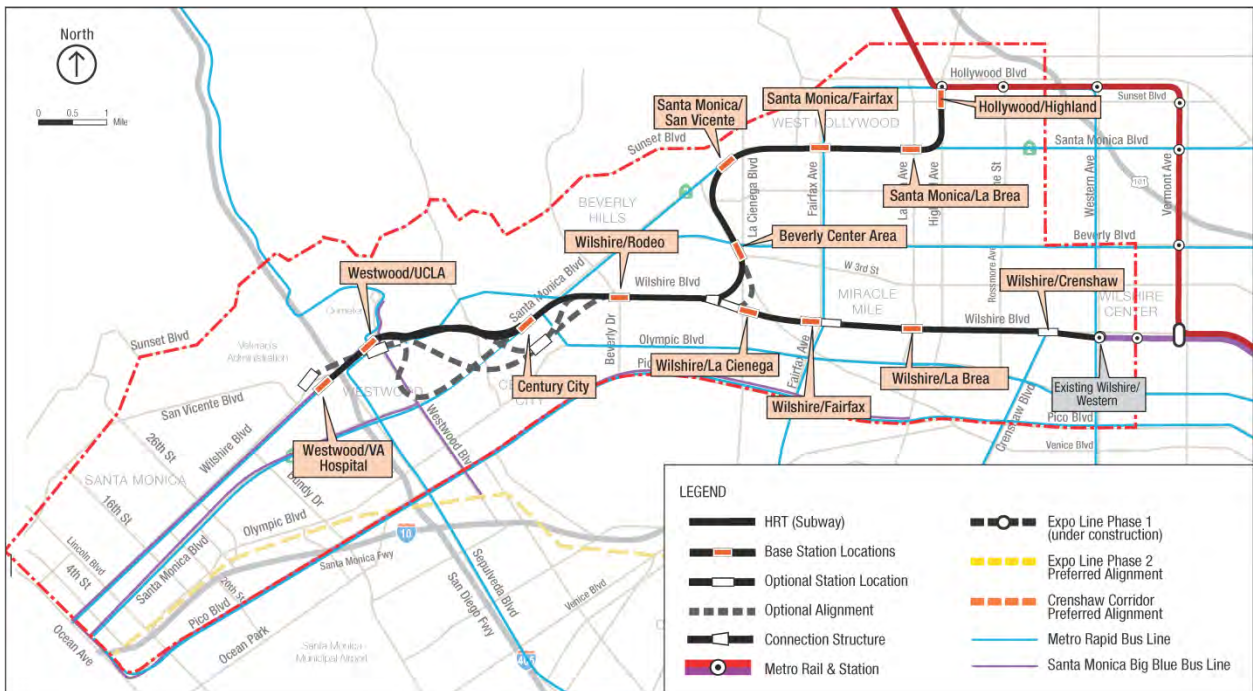 North
0 0.5 1
Mile
Hollywood Blvd
Sunset Blvd
Santa Monica/
San Vicente
Santa Monica/Fairfax
Hollywood/Highland
WEST HOLLYWOOD
Sunset Blvd
Santa Monica Blvd
La Cienega Blvd
Fairfax Ave
Western Ave
Vermont Ave
101
Santa Monica/La Brea
BEVERLY
HILLS
Beverly Center Area
Beverly Blvd
Wilshire/Rodeo
W 3rd St
Rossmore Ave
Westwood/UCLA
Santa Monica Blvd
Wilshire Blvd
MIRACLE
MILE
Wilshire/Crenshaw
WILSHIRE
CENTER
Wilshire Blvd
Sunset Blvd
Veterans
Administration
Beverly Dr
Olympic Blvd
Wilshire/La Cienega
Fairfax Ave
Wilshire/La Brea
Existing Wilshire/
Western
WESTWOOD
Century City
Wilshire/Fairfax
Crenshaw Blvd
Pico Blvd
Venice Blvd
San Vicente Blvd
Westwood/VA
Hospital
26th St
Wilshire Blvd
SANTA MONICA
16th St
Olympic Blvd
10
Santa Monica Fwy
Lincoln Blvd
4th St
Santa Monica Blvd
20th St
Pico Blvd
Sepulveda Blvd
San Diego Fwy
Venice Blvd
Ocean Ave
Ocean Park
Santa Monica
Municipal Airport
LEGEND
HRT (Subway)
Base Station Locations
Optional Station Location
Optional Alignment
Connection Structure
Metro Rail & Station
Expo Line Phase 1
(under construction)
Expo Line Phase 2
Preferred Alignment
Crenshaw Corridor
Preferred Alignment
Metro Rapid Bus Line
Santa Monica Big Blue Bus Line